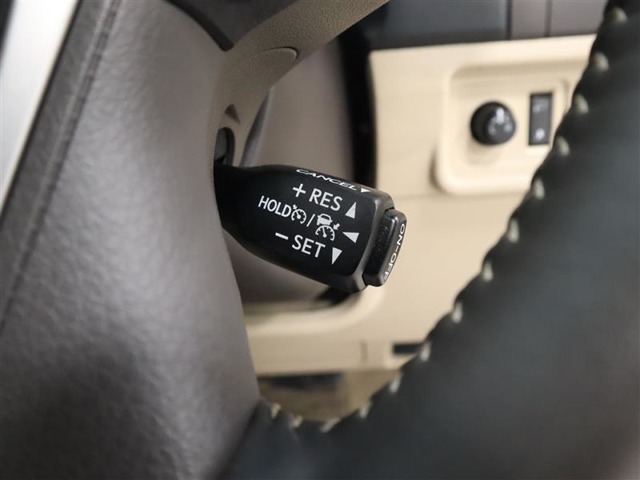 CANCEL
+ RES ▲
HOLD / ◀
− SET ▼
ON-OFF